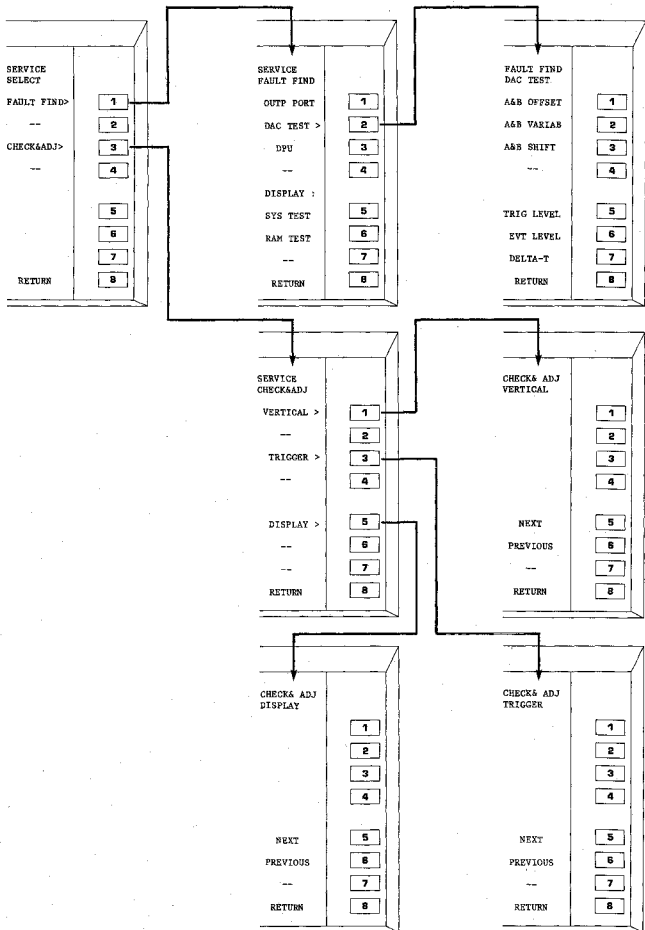 SERVICE
SELECT
FAULT FIND> 1
-- 2
CHECK&ADJ> 3
-- 4
5
6
7
RETURN 8
SERVICE
FAULT FIND
OUTP PORT 1
DAC TEST > 2
DPU 3
-- 4
DISPLAY :
SYS TEST 5
RAM TEST 6
-- 7
RETURN 8
FAULT FIND
DAC TEST
A&B OFFSET 1
A&B VARIAB 2
A&B SHIFT 3
-- 4
TRIG LEVEL 5
EVT LEVEL 6
DELTA-T 7
RETURN 8
SERVICE
CHECK&ADJ
VERTICAL > 1
-- 2
TRIGGER > 3
-- 4
DISPLAY > 5
-- 6
-- 7
RETURN 8
CHECK& ADJ
VERTICAL
1
2
3
4
NEXT 5
PREVIOUS 6
-- 7
RETURN 8
CHECK& ADJ
DISPLAY
1
2
3
4
NEXT 5
PREVIOUS 6
-- 7
RETURN 8
CHECK& ADJ
TRIGGER
1
2
3
4
NEXT 5
PREVIOUS 6
-- 7
RETURN 8